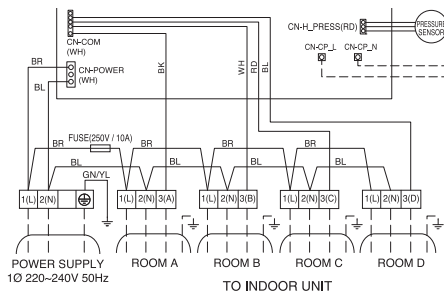 CN-COM
(WH)
CN-H_PRESS(RD)
PRESSURE
SENSOR
CN-CP_L
CN-CP_N
BR
CN-POWER
(WH)
BL
BK
WH
RD
BL
FUSE(250V / 10A)
BR
BR
BR
BR
BL
BL
BL
BL
GN/YL
1(L)
2(N)
1(L)
2(N)
3(A)
1(L)
2(N)
3(B)
1(L)
2(N)
3(C)
1(L)
2(N)
3(D)
POWER SUPPLY
1Ø 220~240V 50Hz
ROOM A
ROOM B
ROOM C
ROOM D
TO INDOOR UNIT